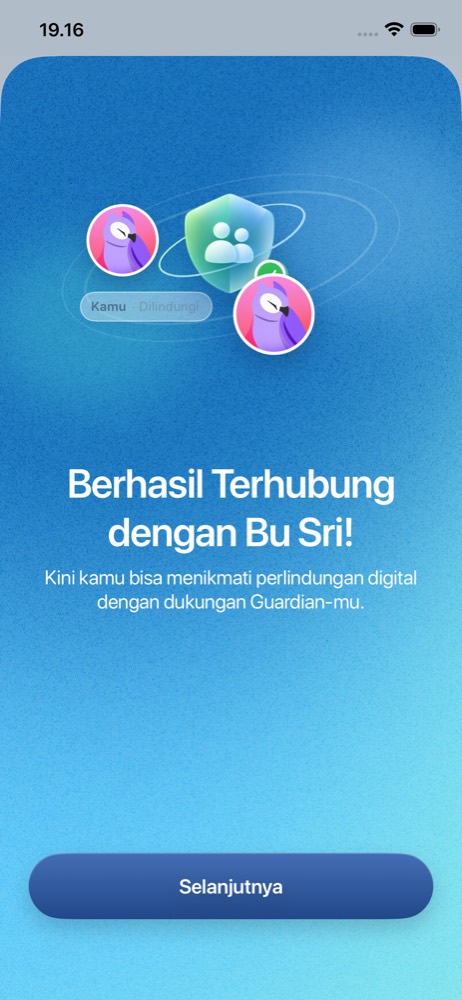 19.16
Kamu · Dilindungi
Berhasil Terhubung
dengan Bu Sri!
Kini kamu bisa menikmati perlindungan digital
dengan dukungan Guardian-mu.
Selanjutnya